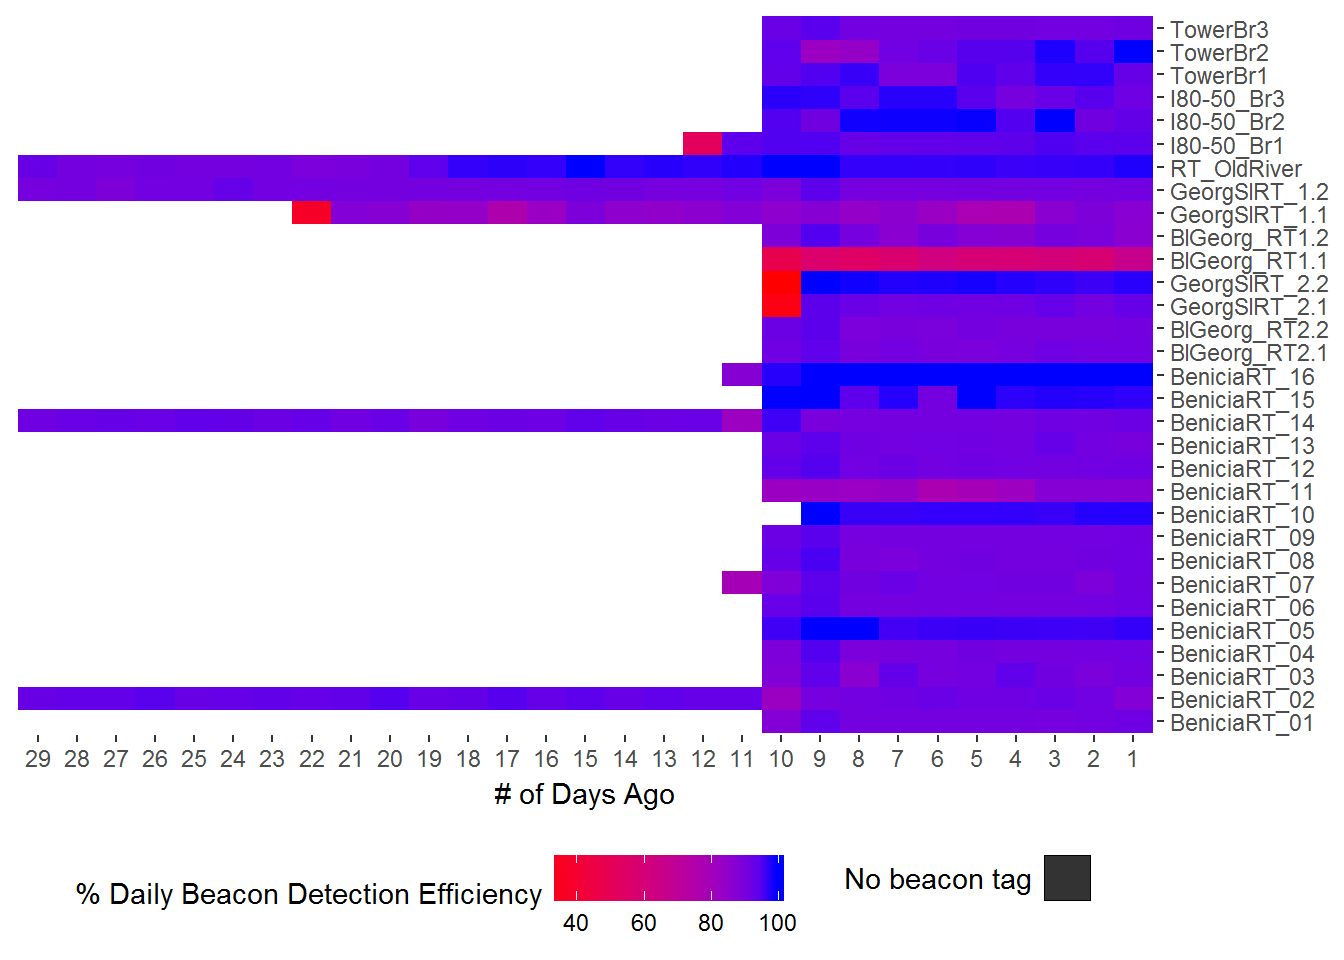 TowerBr3
TowerBr2
TowerBr1
I80-50_Br3
I80-50_Br2
I80-50_Br1
RT_OldRiver
GeorgSlRT_1.2
GeorgSlRT_1.1
BlGeorg_RT1.2
BlGeorg_RT1.1
GeorgSlRT_2.2
GeorgSlRT_2.1
BlGeorg_RT2.2
BlGeorg_RT2.1
BeniciaRT_16
BeniciaRT_15
BeniciaRT_14
BeniciaRT_13
BeniciaRT_12
BeniciaRT_11
BeniciaRT_10
BeniciaRT_09
BeniciaRT_08
BeniciaRT_07
BeniciaRT_06
BeniciaRT_05
BeniciaRT_04
BeniciaRT_03
BeniciaRT_02
BeniciaRT_01
29 28 27 26 25 24 23 22 21 20 19 18 17 16 15 14 13 12 11 10 9 8 7 6 5 4 3 2 1
# of Days Ago
% Daily Beacon Detection Efficiency
40 60 80 100
No beacon tag